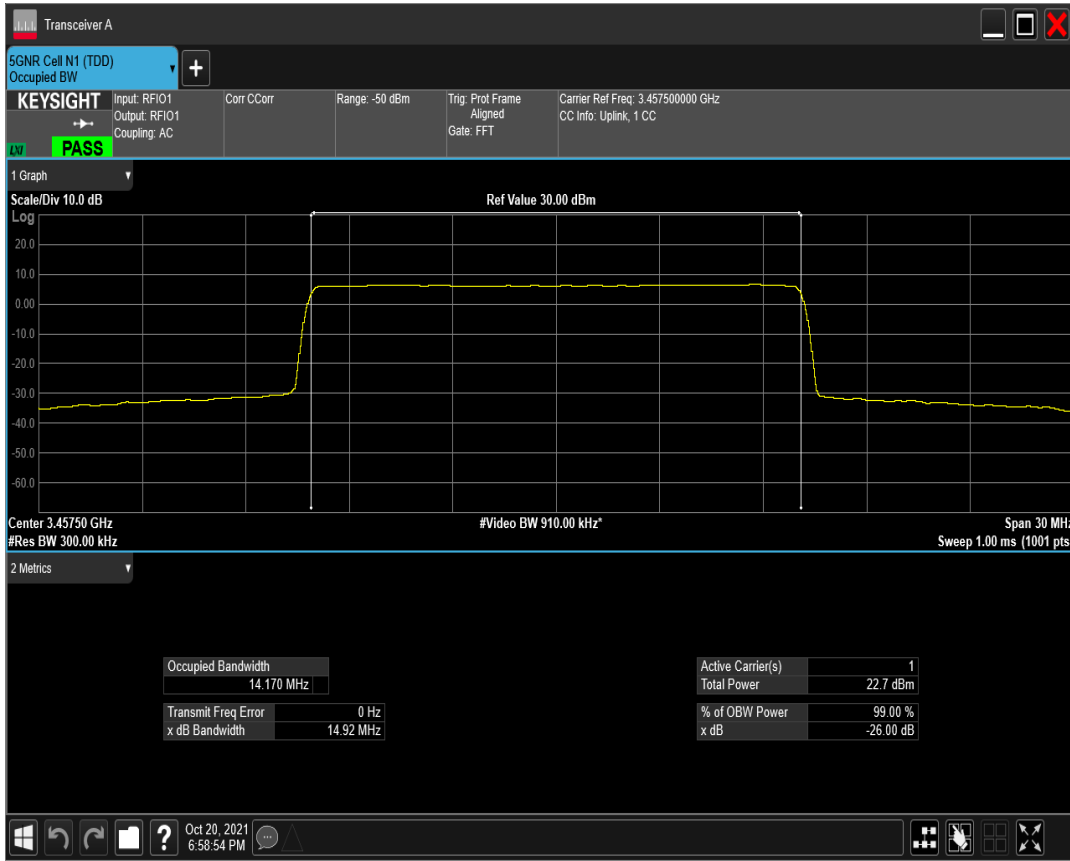 Transceiver A
5GNR Cell N1 (TDD)
Occupied BW
+
KEYSIGHT
LXI
PASS
Input: RFIO1
Output: RFIO1
Coupling: AC
Corr CCorr
Range: -50 dBm
Trig: Prot Frame
Aligned
Gate: FFT
Carrier Ref Freq: 3.457500000 GHz
CC Info: Uplink, 1 CC
1 Graph
Scale/Div 10.0 dB
Ref Value 30.00 dBm
Log
20.0
10.0
0.00
-10.0
-20.0
-30.0
-40.0
-50.0
-60.0
Center 3.45750 GHz
#Video BW 910.00 kHz*
Span 30 MHz
#Res BW 300.00 kHz
Sweep 1.00 ms (1001 pts
2 Metrics
Occupied Bandwidth
14.170 MHz
Transmit Freq Error 0 Hz
x dB Bandwidth 14.92 MHz
Active Carrier(s) 1
Total Power 22.7 dBm
% of OBW Power 99.00 %
x dB -26.00 dB
?
Oct 20, 2021
6:58:54 PM